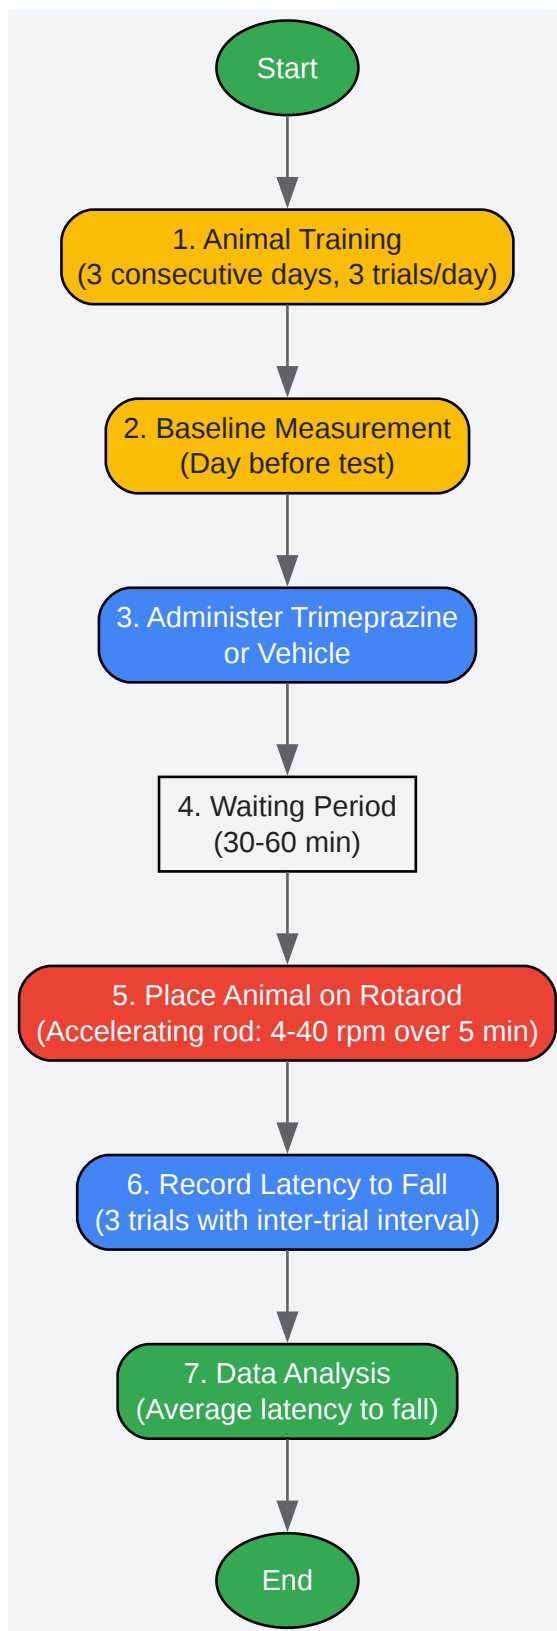 Start
1. Animal Training
(3 consecutive days, 3 trials/day)
2. Baseline Measurement
(Day before test)
3. Administer Trimeprazine
or Vehicle
4. Waiting Period
(30-60 min)
5. Place Animal on Rotarod
(Accelerating rod: 4-40 rpm over 5 min)
6. Record Latency to Fall
(3 trials with inter-trial interval)
7. Data Analysis
(Average latency to fall)
End